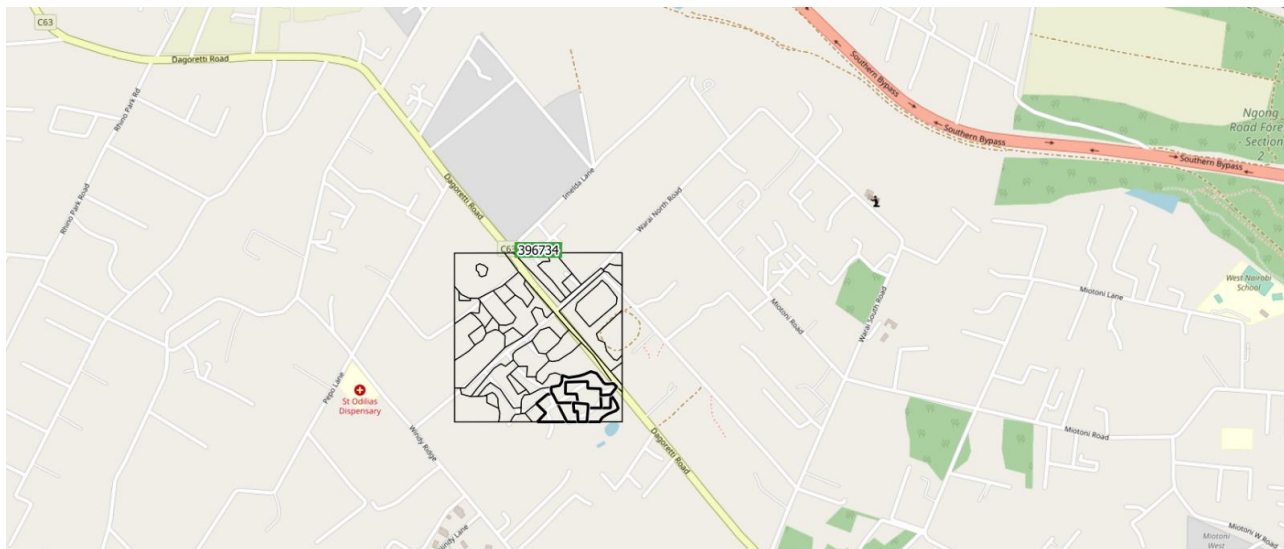 C63
Dagoretti Road
Rhino Park Rd
Southern Bypass
Ngong
Road Fore
- Section
2
Southern Bypass
Imelda Lane
Dagoretti Road
Warai North Road
Rhino Park Road
C63
396734
West Nairobi
School
Miotoni Lane
Miotoni Road
Warai South Road
Pepo Lane
St Odilias
Dispensary
Windy Ridge
Dagoretti Road
Miotoni Road
Windy Lane
Miotoni W Road
Miotoni
West